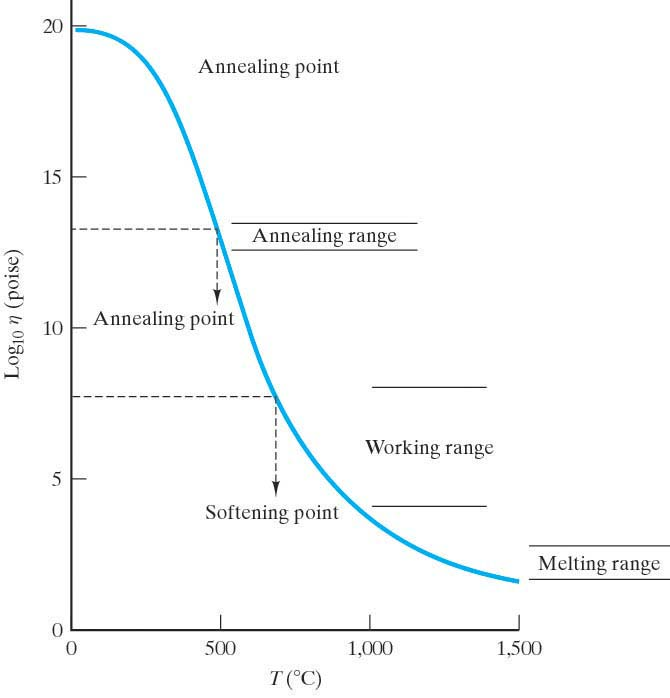 20
Annealing point
15
Annealing range
Annealing point
10
Log10 η (poise)
Working range
5
Softening point
Melting range
0
0 500 1,000 1,500
T (°C)